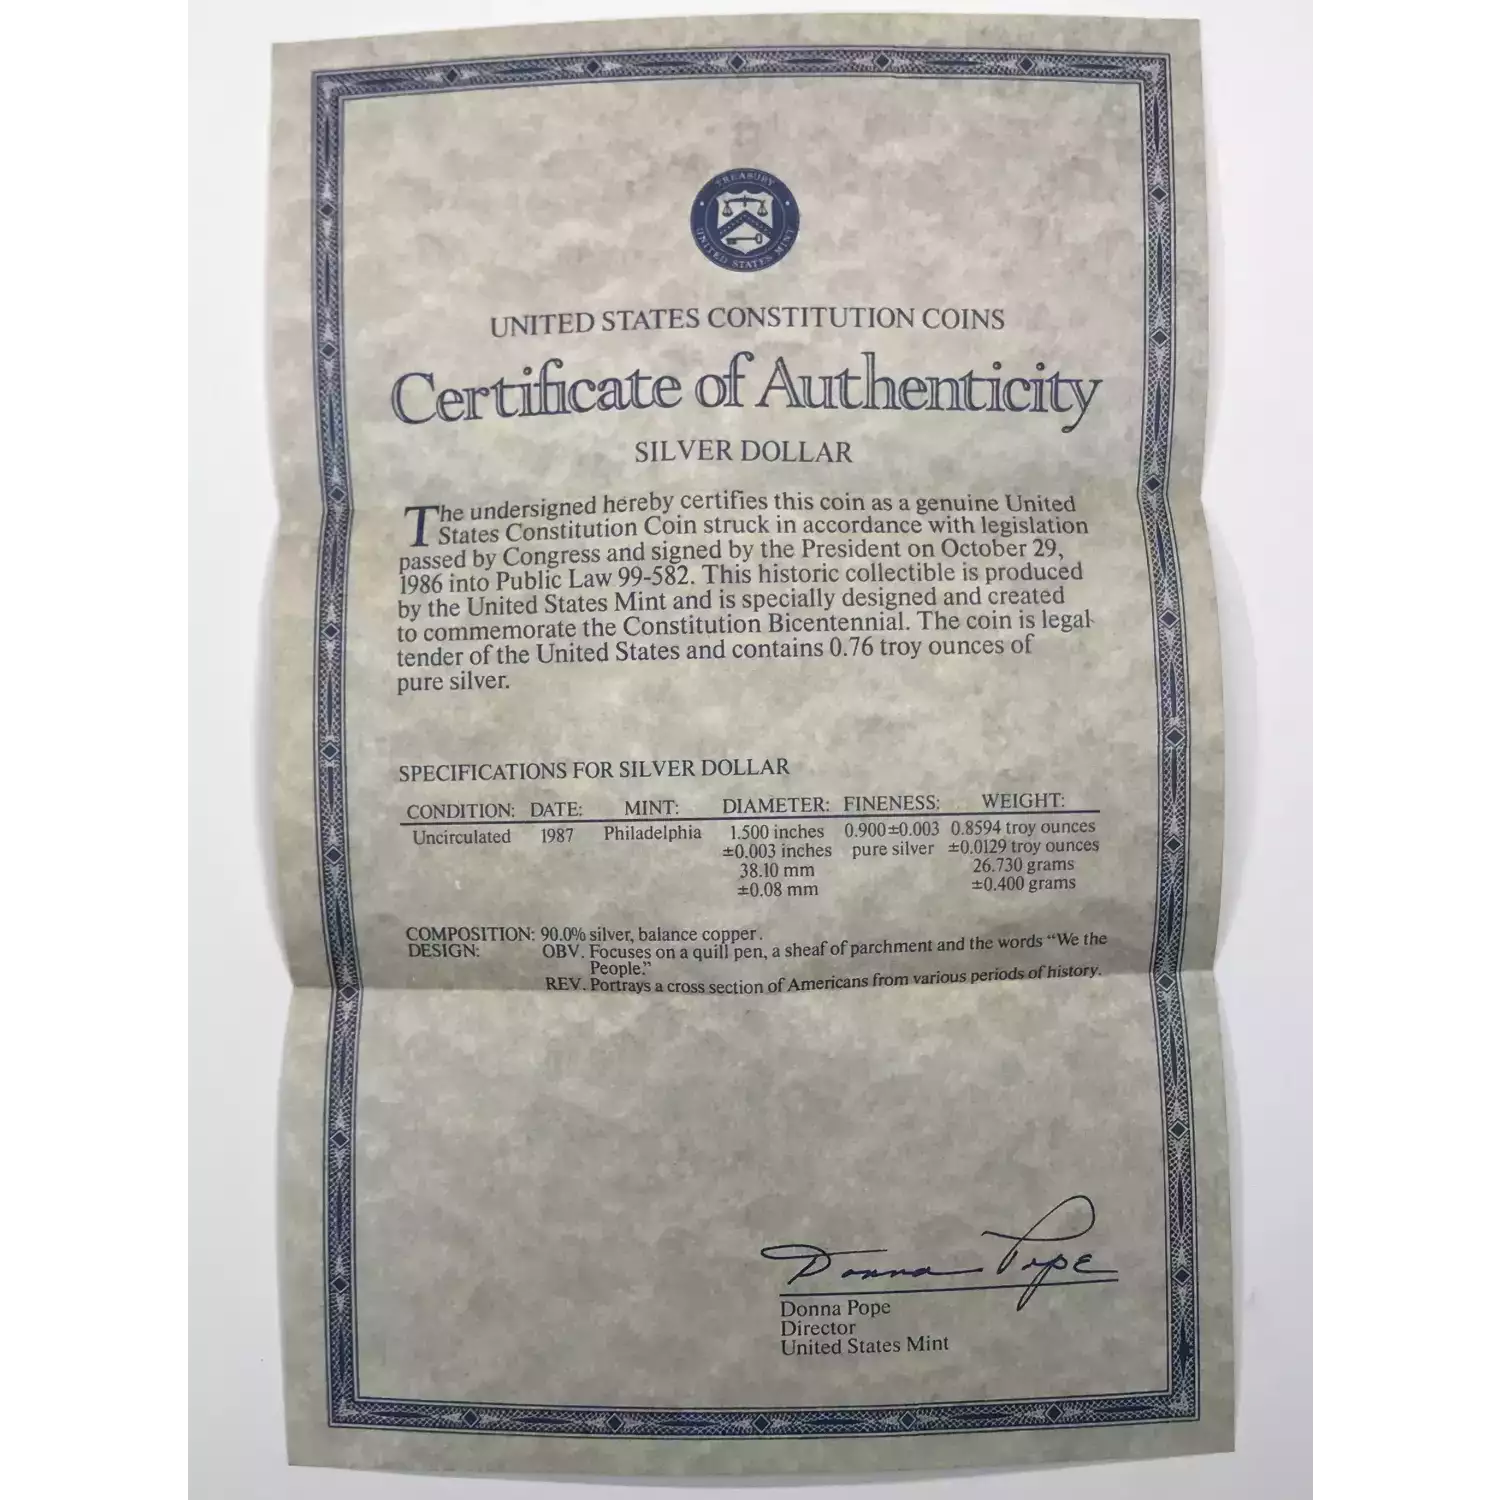 TREASURY
UNITED STATES MINT
UNITED STATES CONSTITUTION COINS
Certificate of Authenticity
SILVER DOLLAR
The undersigned hereby certifies this coin as a genuine United
States Constitution Coin struck in accordance with legislation
passed by Congress and signed by the President on October 29,
1986 into Public Law 99-582. This historic collectible is produced
by the United States Mint and is specially designed and created
to commemorate the Constitution Bicentennial. The coin is legal
tender of the United States and contains 0.76 troy ounces of
pure silver.
SPECIFICATIONS FOR SILVER DOLLAR
CONDITION: DATE: MINT: DIAMETER: FINENESS: WEIGHT:
Uncirculated 1987 Philadelphia 1.500 inches 0.900±0.003 0.8594 troy ounces
±0.003 inches pure silver ±0.0129 troy ounces
38.10 mm 26.730 grams
±0.08 mm ±0.400 grams
COMPOSITION: 90.0% silver, balance copper.
DESIGN: OBV. Focuses on a quill pen, a sheaf of parchment and the words “We the
People.”
REV. Portrays a cross section of Americans from various periods of history.
Donna Pope
Donna Pope
Director
United States Mint